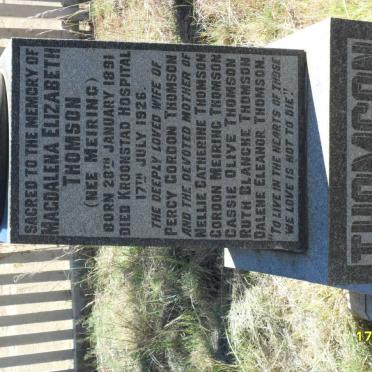 SACRED TO THE MEMORY OF
MAGDALENA ELIZABETH
THOMSON
(NEE MEIRING)
BORN 28TH JANUARY 1891
DIED KROONSTAD HOSPITAL
17TH JULY 1926.
THE DEEPLY LOVED WIFE OF
PERCY GORDON THOMSON
AND THE DEVOTED MOTHER OF
NELLIE CATHERINE THOMSON
GORDON MEIRING THOMSON
CASSIE OLIVE THOMSON
RUTH BLANCHE THOMSON
DALENE ELEANOR THOMSON.
"TO LIVE IN THE HEARTS OF THOSE
WE LOVE IS NOT TO DIE"
THOMSON
17